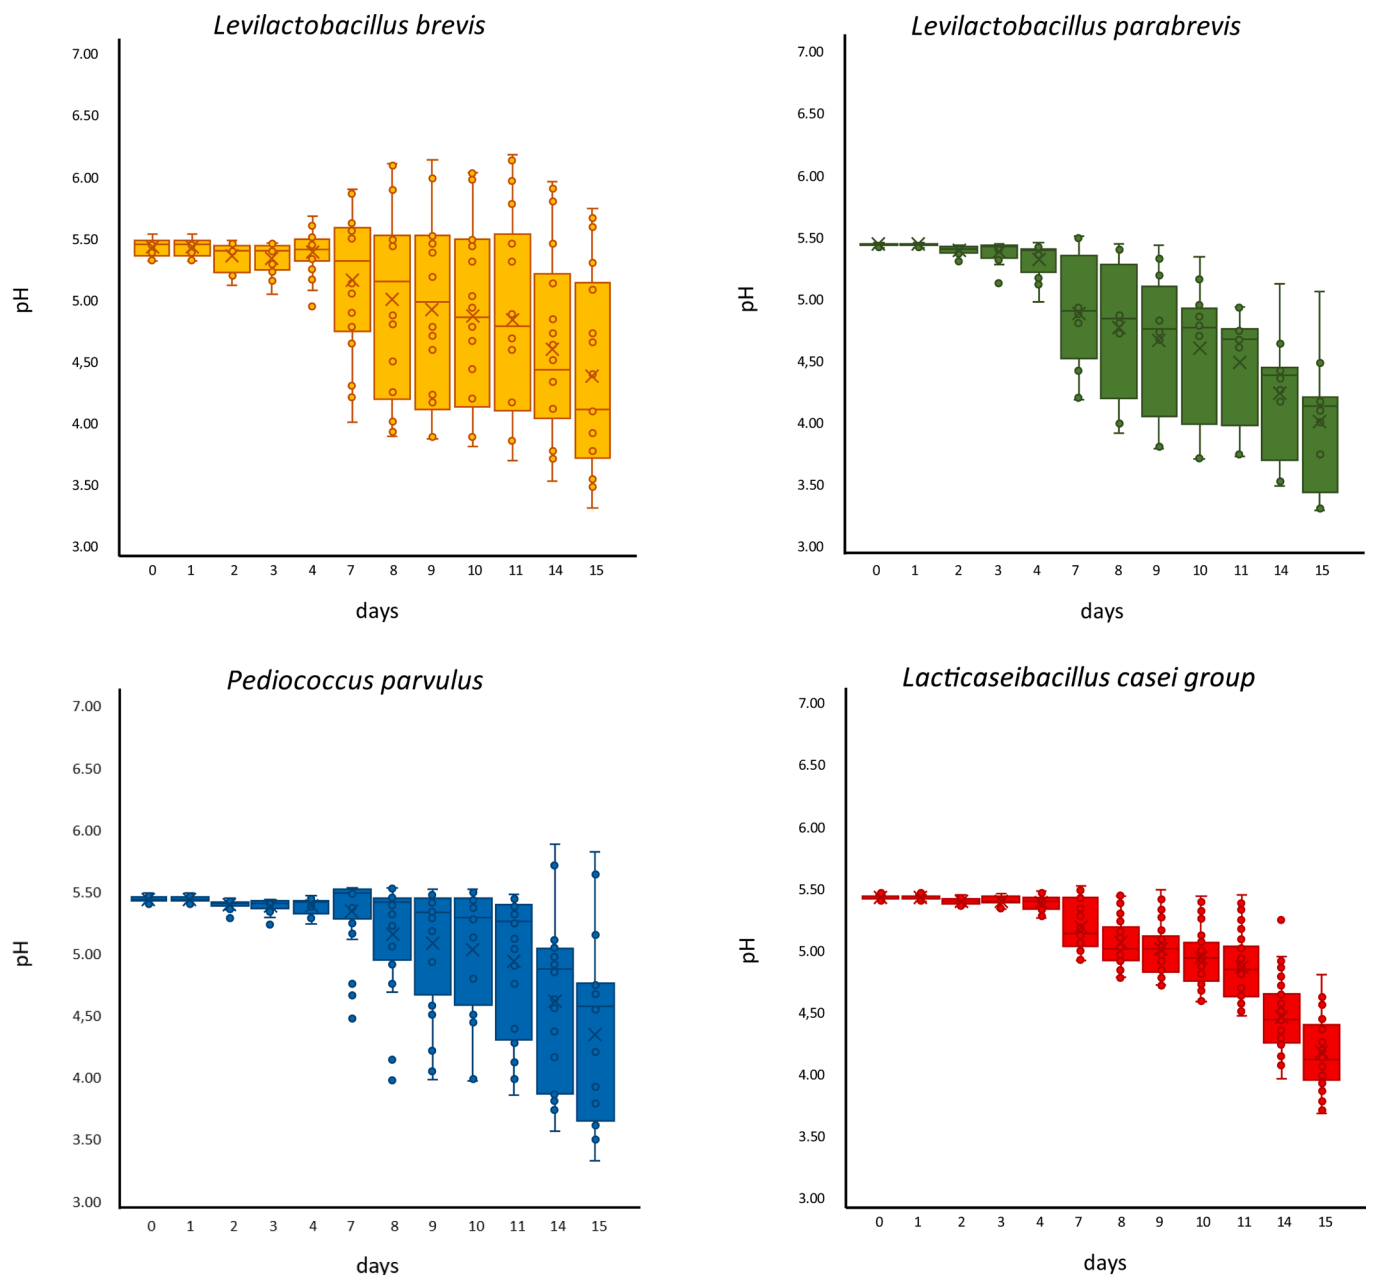 Levilactobacillus brevis
7.00
6.50
6.00
5.50
5.00
4.50
4.00
3.50
3.00
pH
0 1 2 3 4 7 8 9 10 11 14 15
days
Levilactobacillus parabrevis
7.00
6.50
6.00
5.50
5.00
4.50
4.00
3.50
3.00
pH
0 1 2 3 4 7 8 9 10 11 14 15
days
Pediococcus parvulus
7.00
6.50
6.00
5.50
5.00
4.50
4.00
3.50
3.00
pH
0 1 2 3 4 7 8 9 10 11 14 15
days
Lacticaseibacillus casei group
7.00
6.50
6.00
5.50
5.00
4.50
4.00
3.50
3.00
pH
0 1 2 3 4 7 8 9 10 11 14 15
days